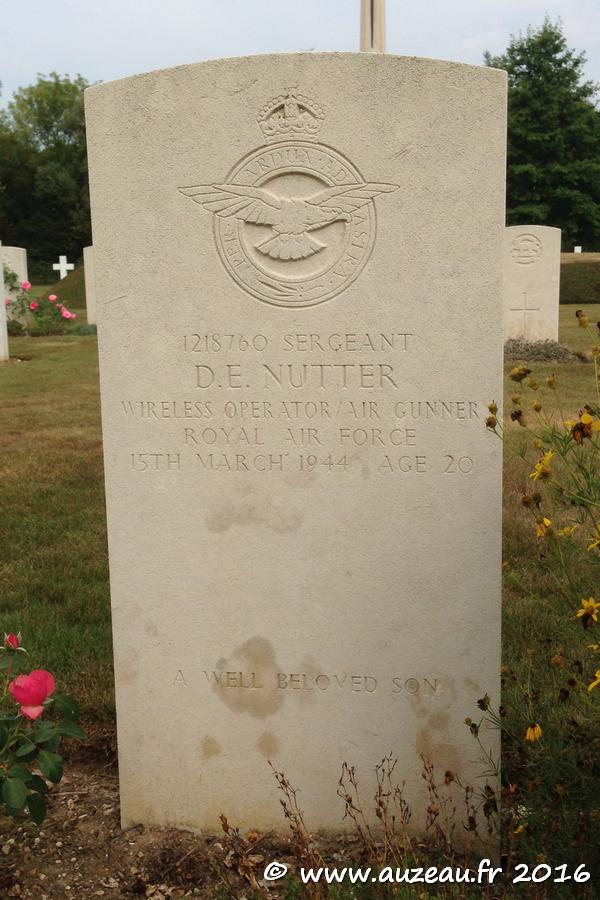 PER ARDUA AD ASTRA
1218760 SERGEANT
D.E. NUTTER
WIRELESS OPERATOR/AIR GUNNER
ROYAL AIR FORCE
15TH MARCH 1944 AGE 20
A WELL BELOVED SON
© www.auzeau.fr 2016